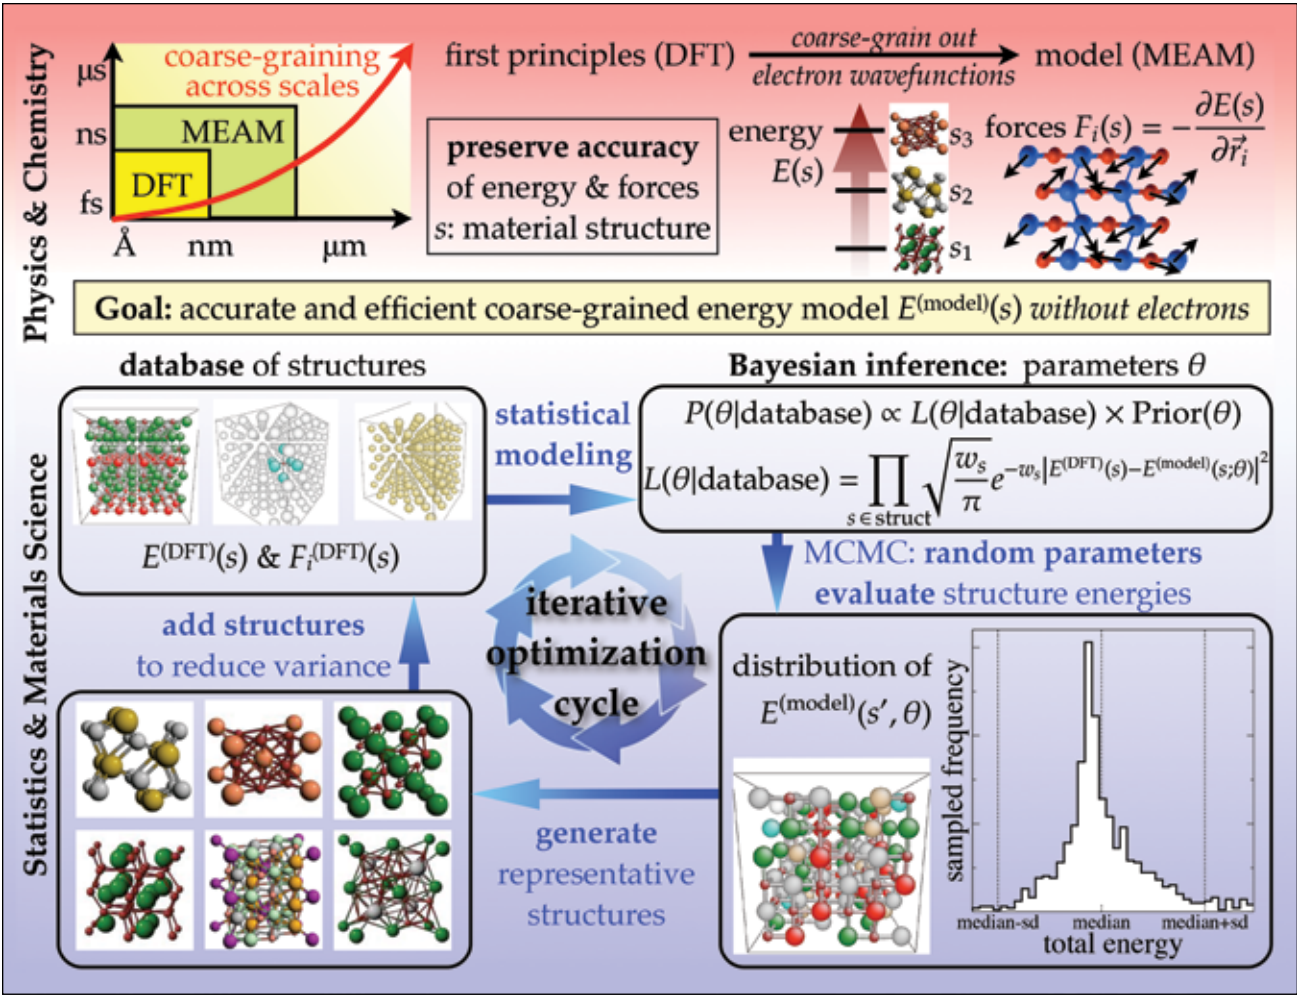 Physics & Chemistry
μs
ns
fs
coarse-graining
across scales
MEAM
DFT
Å nm μm
first principles (DFT)
coarse-grain out
electron wavefunctions
model (MEAM)
preserve accuracy
of energy & forces
s: material structure
energy
E(s)
s₃
s₂
s₁
forces Fᵢ(s) = −∂E(s)/∂r⃗ᵢ
Goal: accurate and efficient coarse-grained energy model E^(model)(s) without electrons
Statistics & Materials Science
database of structures
E^(DFT)(s) & Fᵢ^(DFT)(s)
statistical
modeling
Bayesian inference: parameters θ
P(θ|database) ∝ L(θ|database) × Prior(θ)
L(θ|database) = ∏_{s ∈ struct} √(w_s/π) e^{−w_s|E^(DFT)(s)−E^(model)(s;θ)|²}
MCMC: random parameters
evaluate structure energies
iterative
optimization
cycle
add structures
to reduce variance
distribution of
E^(model)(s′, θ)
sampled frequency
median-sd median median+sd
total energy
generate
representative
structures